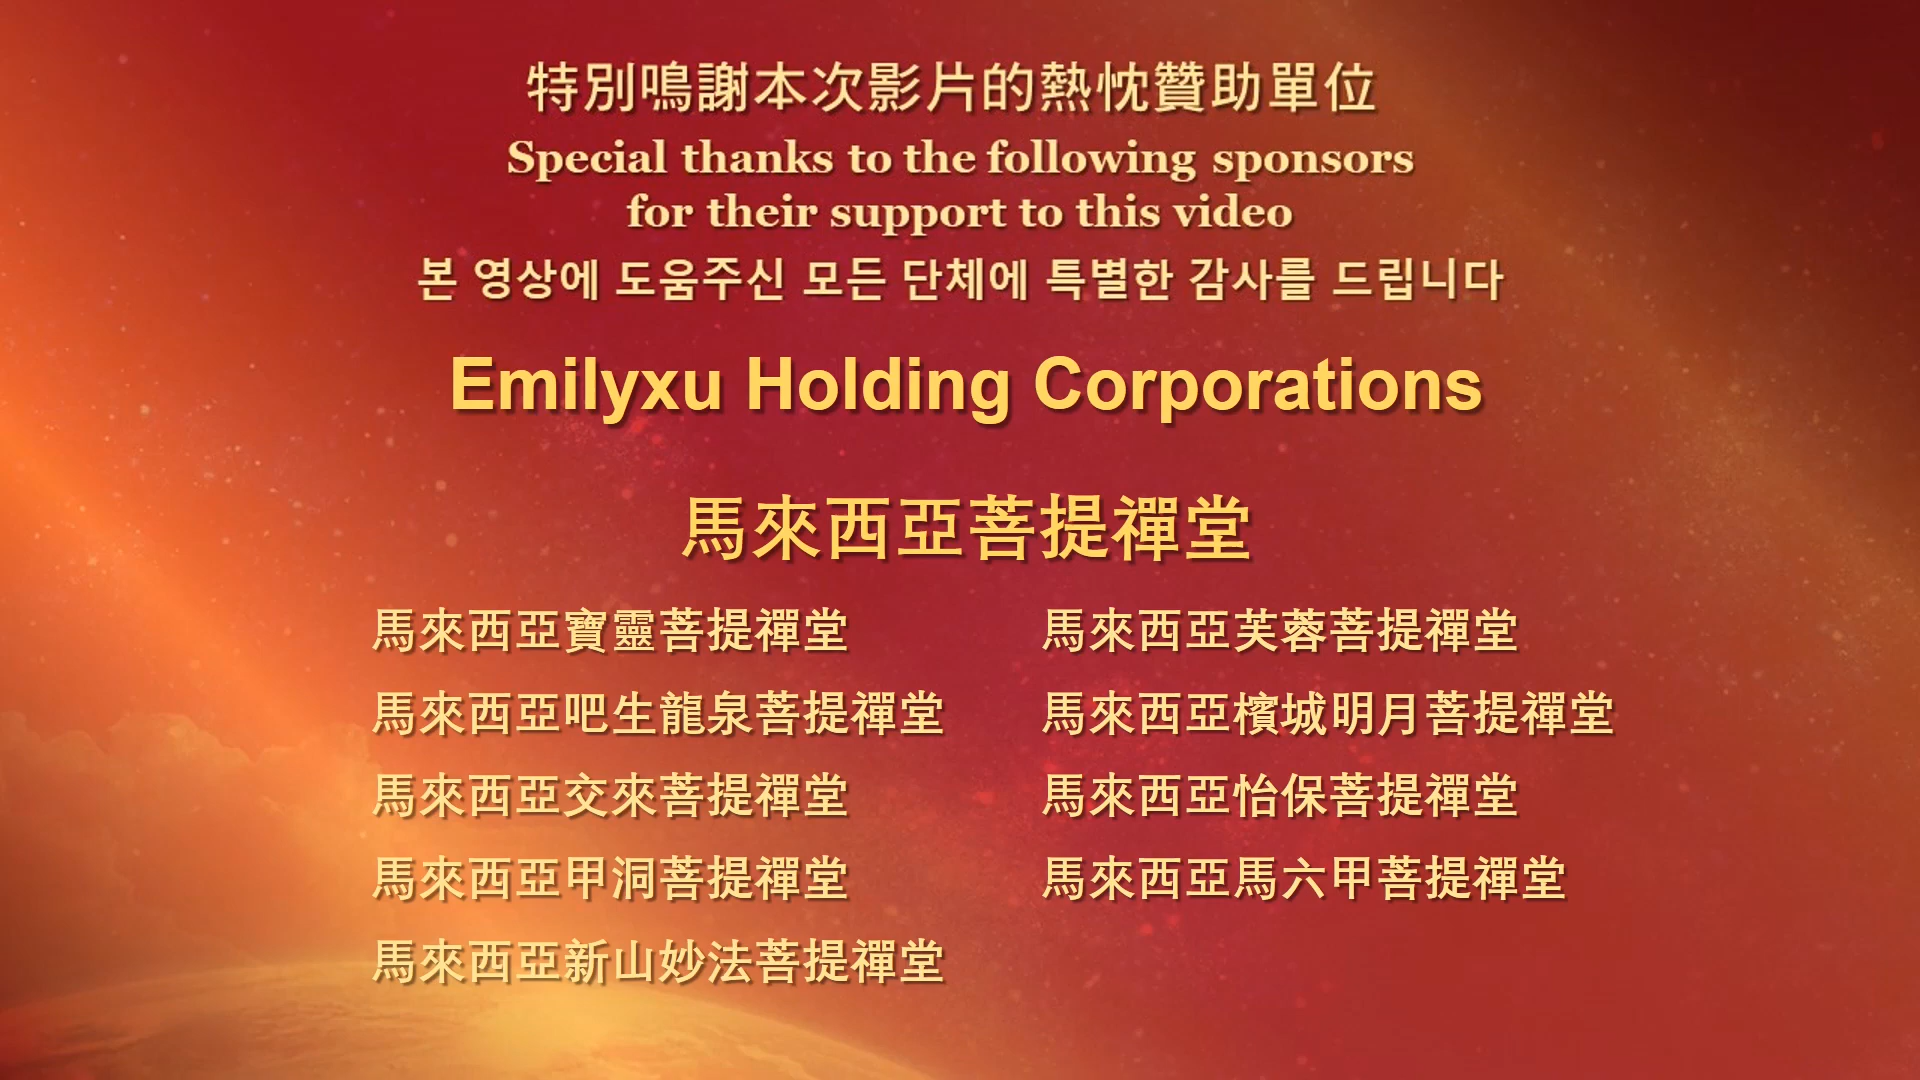 特別鳴謝本次影片的熱忱贊助單位
Special thanks to the following sponsors
for their support to this video
본 영상에 도움주신 모든 단체에 특별한 감사를 드립니다
Emilyxu Holding Corporations
馬來西亞菩提禪堂
馬來西亞寶靈菩提禪堂
馬來西亞芙蓉菩提禪堂
馬來西亞吧生龍泉菩提禪堂
馬來西亞檳城明月菩提禪堂
馬來西亞交來菩提禪堂
馬來西亞怡保菩提禪堂
馬來西亞甲洞菩提禪堂
馬來西亞馬六甲菩提禪堂
馬來西亞新山妙法菩提禪堂